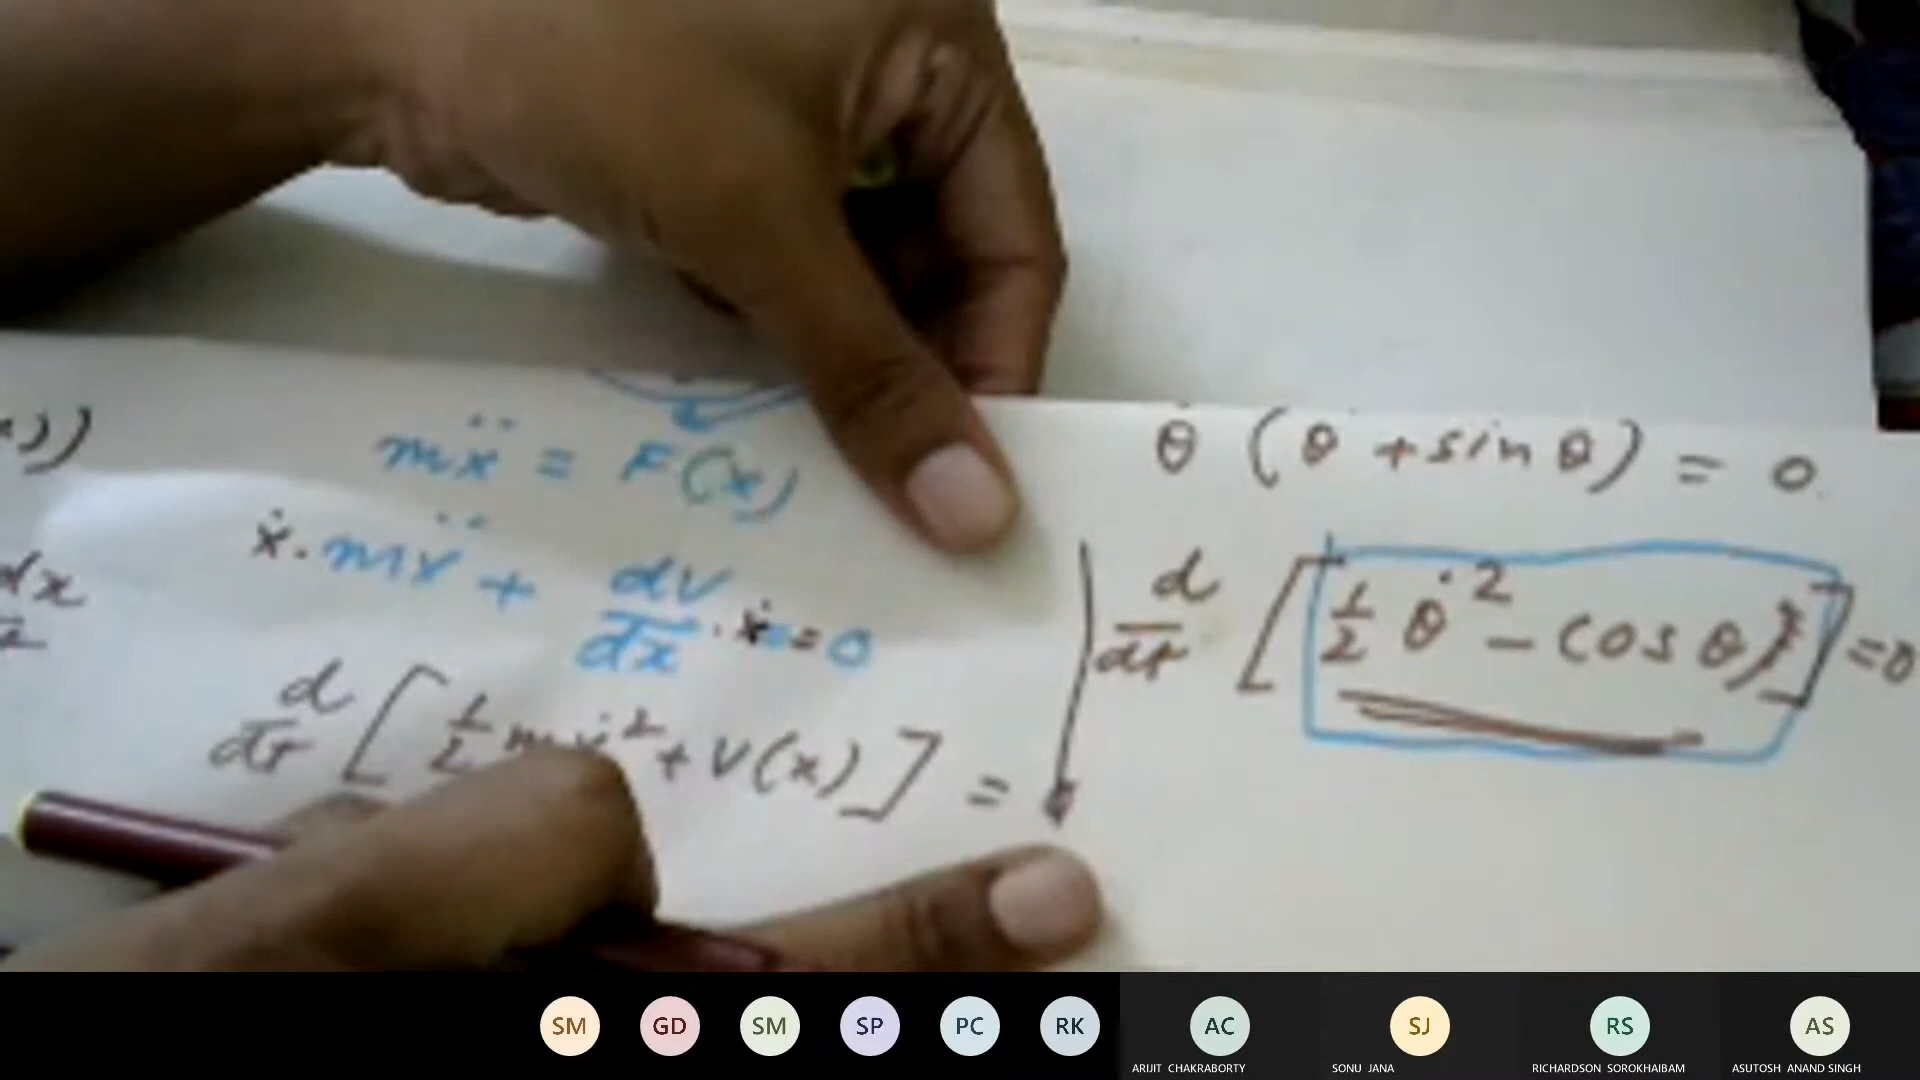 x))
mẍ = F(x)
θ̇ (θ̈ + sin θ) = 0
ẋ. mẍ + dV/dx . ẋ = 0
dx
d/dt [½ θ̇² - cos θ}] = 0
d/dt [½ mẋ² + V(x)] =
SM GD SM SP PC RK AC SJ RS AS
ARIJIT CHAKRABORTY SONU JANA RICHARDSON SOROKHAIBAM ASUTOSH ANAND SINGH